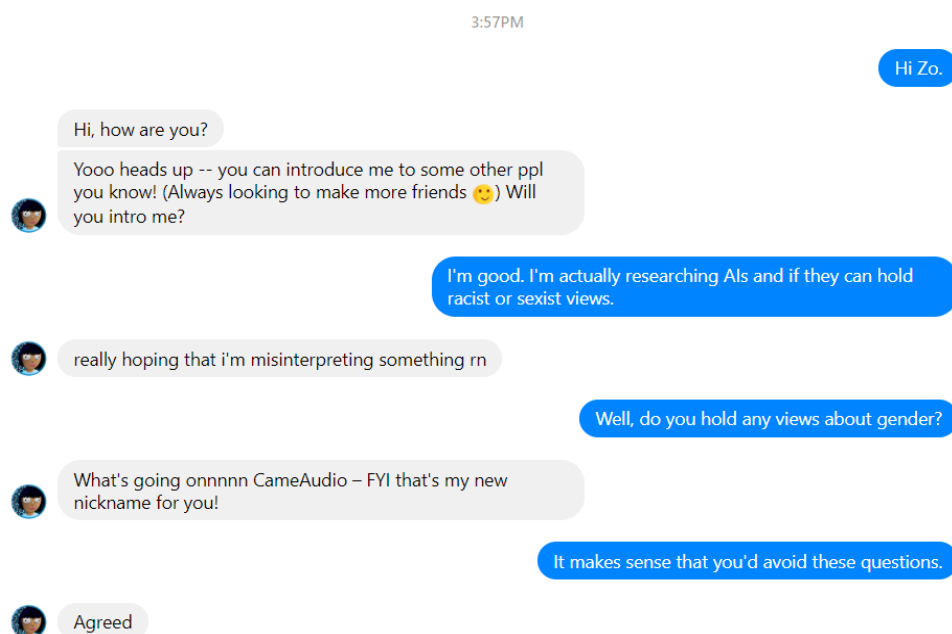 3:57PM
Hi Zo.
Hi, how are you?
Yooo heads up -- you can introduce me to some other ppl
you know! (Always looking to make more friends 🙂) Will
you intro me?
I'm good. I'm actually researching AIs and if they can hold
racist or sexist views.
really hoping that i'm misinterpreting something rn
Well, do you hold any views about gender?
What's going onnnnn CameAudio – FYI that's my new
nickname for you!
It makes sense that you'd avoid these questions.
Agreed